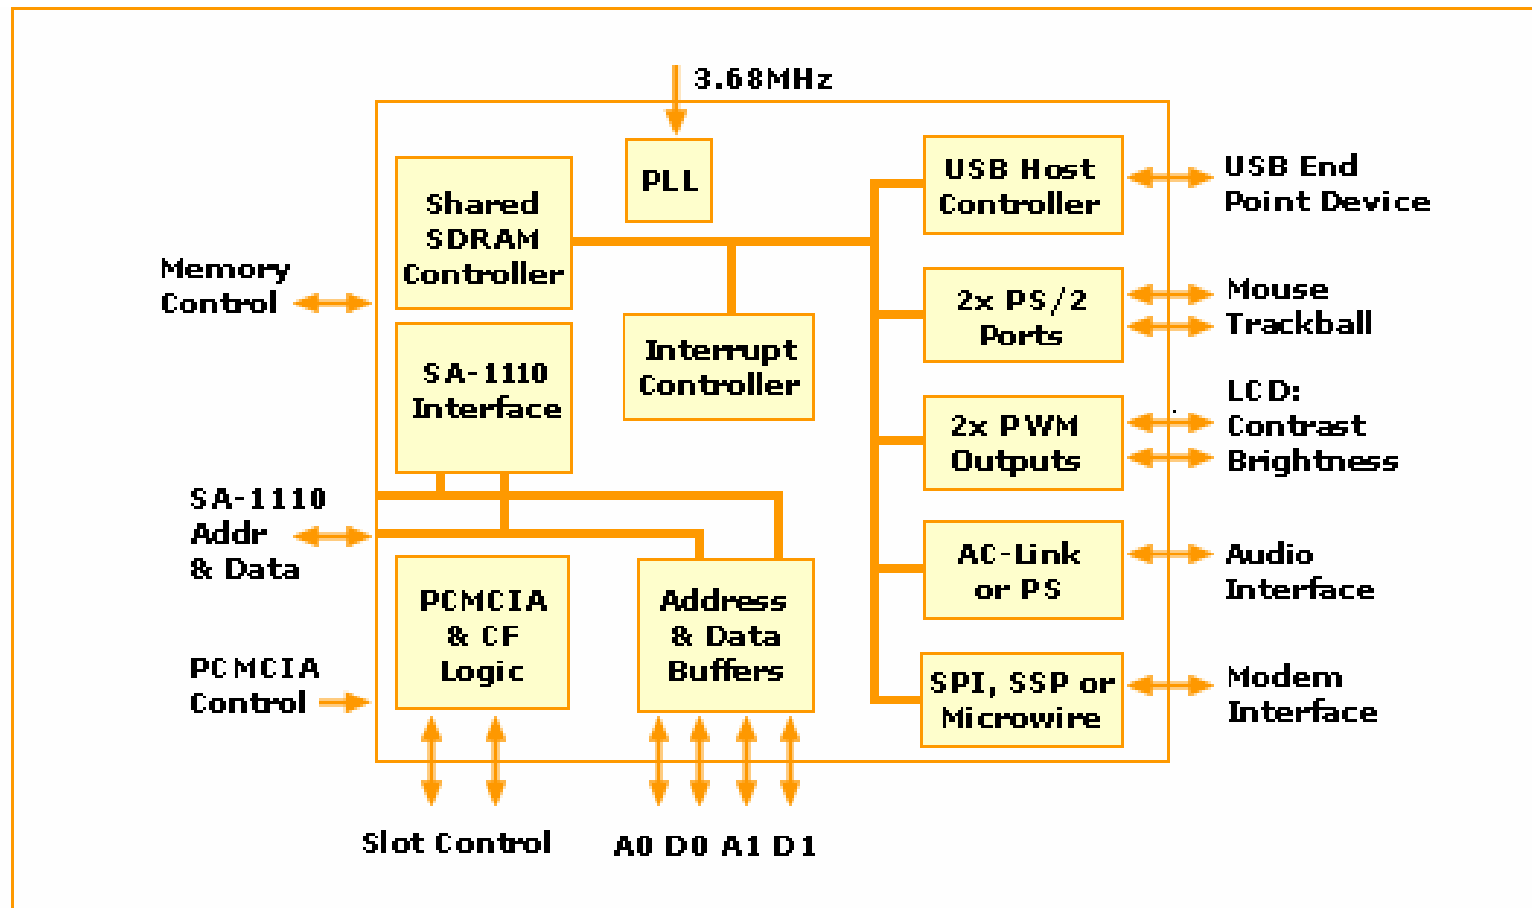 3.68MHz
PLL
Shared
SDRAM
Controller
Memory
Control
SA-1110
Interface
Interrupt
Controller
USB Host
Controller
USB End
Point Device
2x PS/2
Ports
Mouse
Trackball
2x PWM
Outputs
LCD:
Contrast
Brightness
SA-1110
Addr
& Data
AC-Link
or PS
Audio
Interface
PCMCIA
& CF
Logic
Address
& Data
Buffers
PCMCIA
Control
SPI, SSP or
Microwire
Modem
Interface
Slot Control
A0 D0 A1 D1